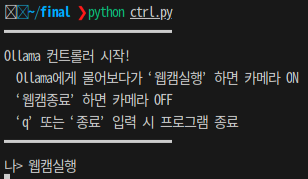 ~/final ❯python ctrl.py
Ollama 컨트롤러 시작!
Ollama에게 물어보다가 '웹캠실행' 하면 카메라 ON
'웹캠종료' 하면 카메라 OFF
'q' 또는 '종료' 입력 시 프로그램 종료
나> 웹캠실행